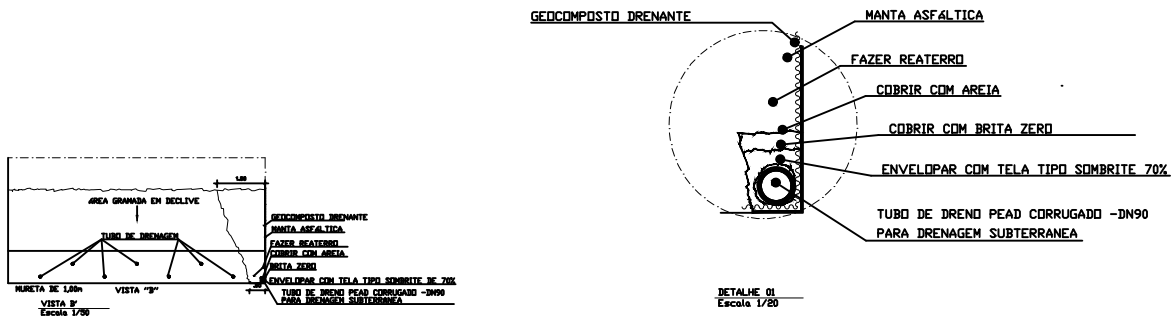 GEOCOMPOSTO DRENANTE
MANTA ASFÁLTICA
FAZER REATERRO
COBRIR COM AREIA
COBRIR COM BRITA ZERO
ENVELOPAR COM TELA TIPO SOMBRITE 70%
TUBO DE DRENO PEAD CORRUGADO -DN90
PARA DRENAGEM SUBTERRANEA
DETALHE 01
Escala 1/20
ÁREA GRAMADA EM DECLIVE
TUBO DE DRENAGEM
GEOCOMPOSTO DRENANTE
MANTA ASFÁLTICA
FAZER REATERRO
COBRIR COM AREIA
BRITA ZERO
ENVELOPAR COM TELA TIPO SOMBRITE DE 70%
TUBO DE DRENO PEAD CORRUGADO -DN90
PARA DRENAGEM SUBTERRANEA
MURETA DE 1,00m
VISTA "B"
VISTA B'
Escala 1/50